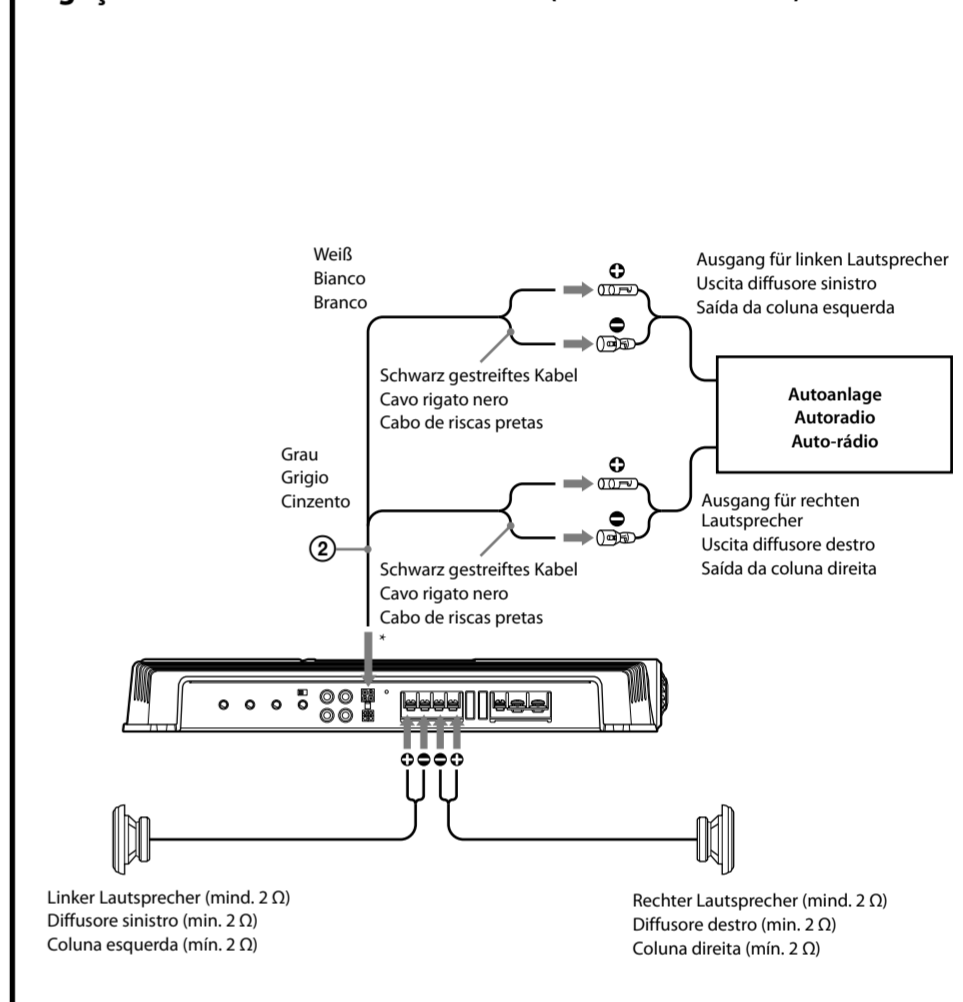 Weiß
Bianco
Branco
Ausgang für linken Lautsprecher
Uscita diffusore sinistro
Saída da coluna esquerda
Schwarz gestreiftes Kabel
Cavo rigato nero
Cabo de riscas pretas
Autoanlage
Autoradio
Auto-rádio
Grau
Grigio
Cinzento
Ausgang für rechten
Lautsprecher
Uscita diffusore destro
Saída da coluna direita
2
Schwarz gestreiftes Kabel
Cavo rigato nero
Cabo de riscas pretas
*
Linker Lautsprecher (mind. 2 Ω)
Diffusore sinistro (min. 2 Ω)
Coluna esquerda (mín. 2 Ω)
Rechter Lautsprecher (mind. 2 Ω)
Diffusore destro (min. 2 Ω)
Coluna direita (mín. 2 Ω)